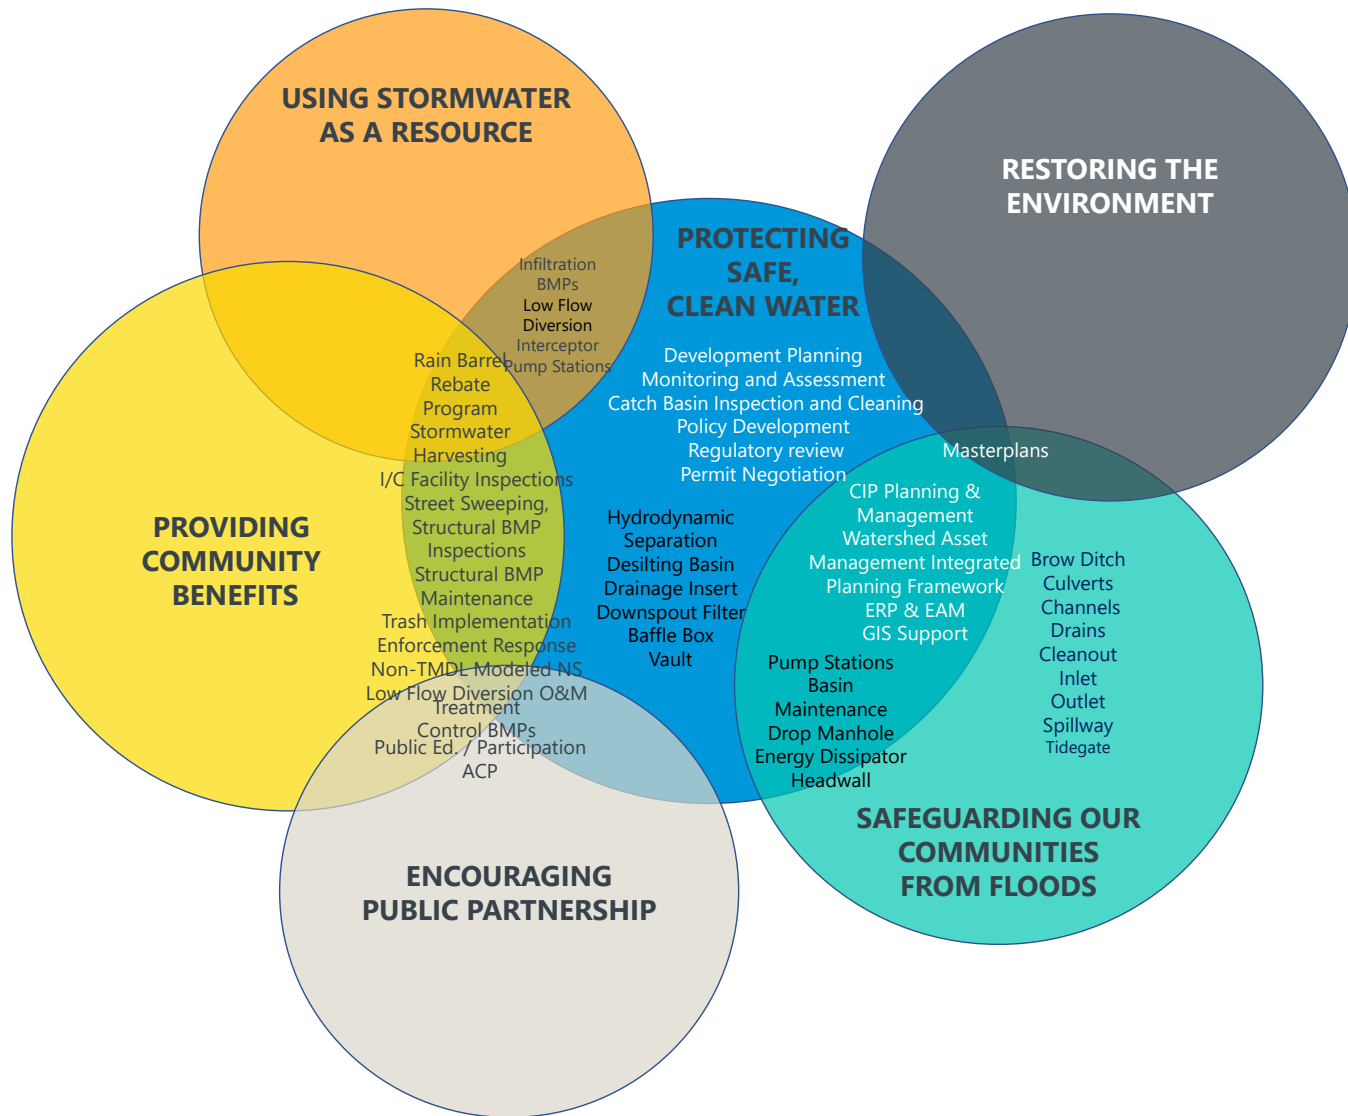 USING STORMWATER
AS A RESOURCE
RESTORING THE
ENVIRONMENT
PROTECTING
SAFE,
CLEAN WATER
Infiltration
BMPs
Low Flow
Diversion
Interceptor
Pump Stations
Rain Barrel
Rebate
Program
Stormwater
Harvesting
I/C Facility Inspections
Street Sweeping,
Structural BMP
Inspections
Structural BMP
Maintenance
Trash Implementation
Enforcement Response
Non-TMDL Modeled NS
Low Flow Diversion O&M
Treatment
Control BMPs
Public Ed. / Participation
ACP
Development Planning
Monitoring and Assessment
Catch Basin Inspection and Cleaning
Policy Development
Regulatory review
Permit Negotiation
Masterplans
CIP Planning &
Management
Watershed Asset
Management Integrated
Planning Framework
ERP & EAM
GIS Support
PROVIDING
COMMUNITY
BENEFITS
Hydrodynamic
Separation
Desilting Basin
Drainage Insert
Downspout Filter
Baffle Box
Vault
Brow Ditch
Culverts
Channels
Drains
Cleanout
Inlet
Outlet
Spillway
Tidegate
Pump Stations
Basin
Maintenance
Drop Manhole
Energy Dissipator
Headwall
SAFEGUARDING OUR
COMMUNITIES
FROM FLOODS
ENCOURAGING
PUBLIC PARTNERSHIP